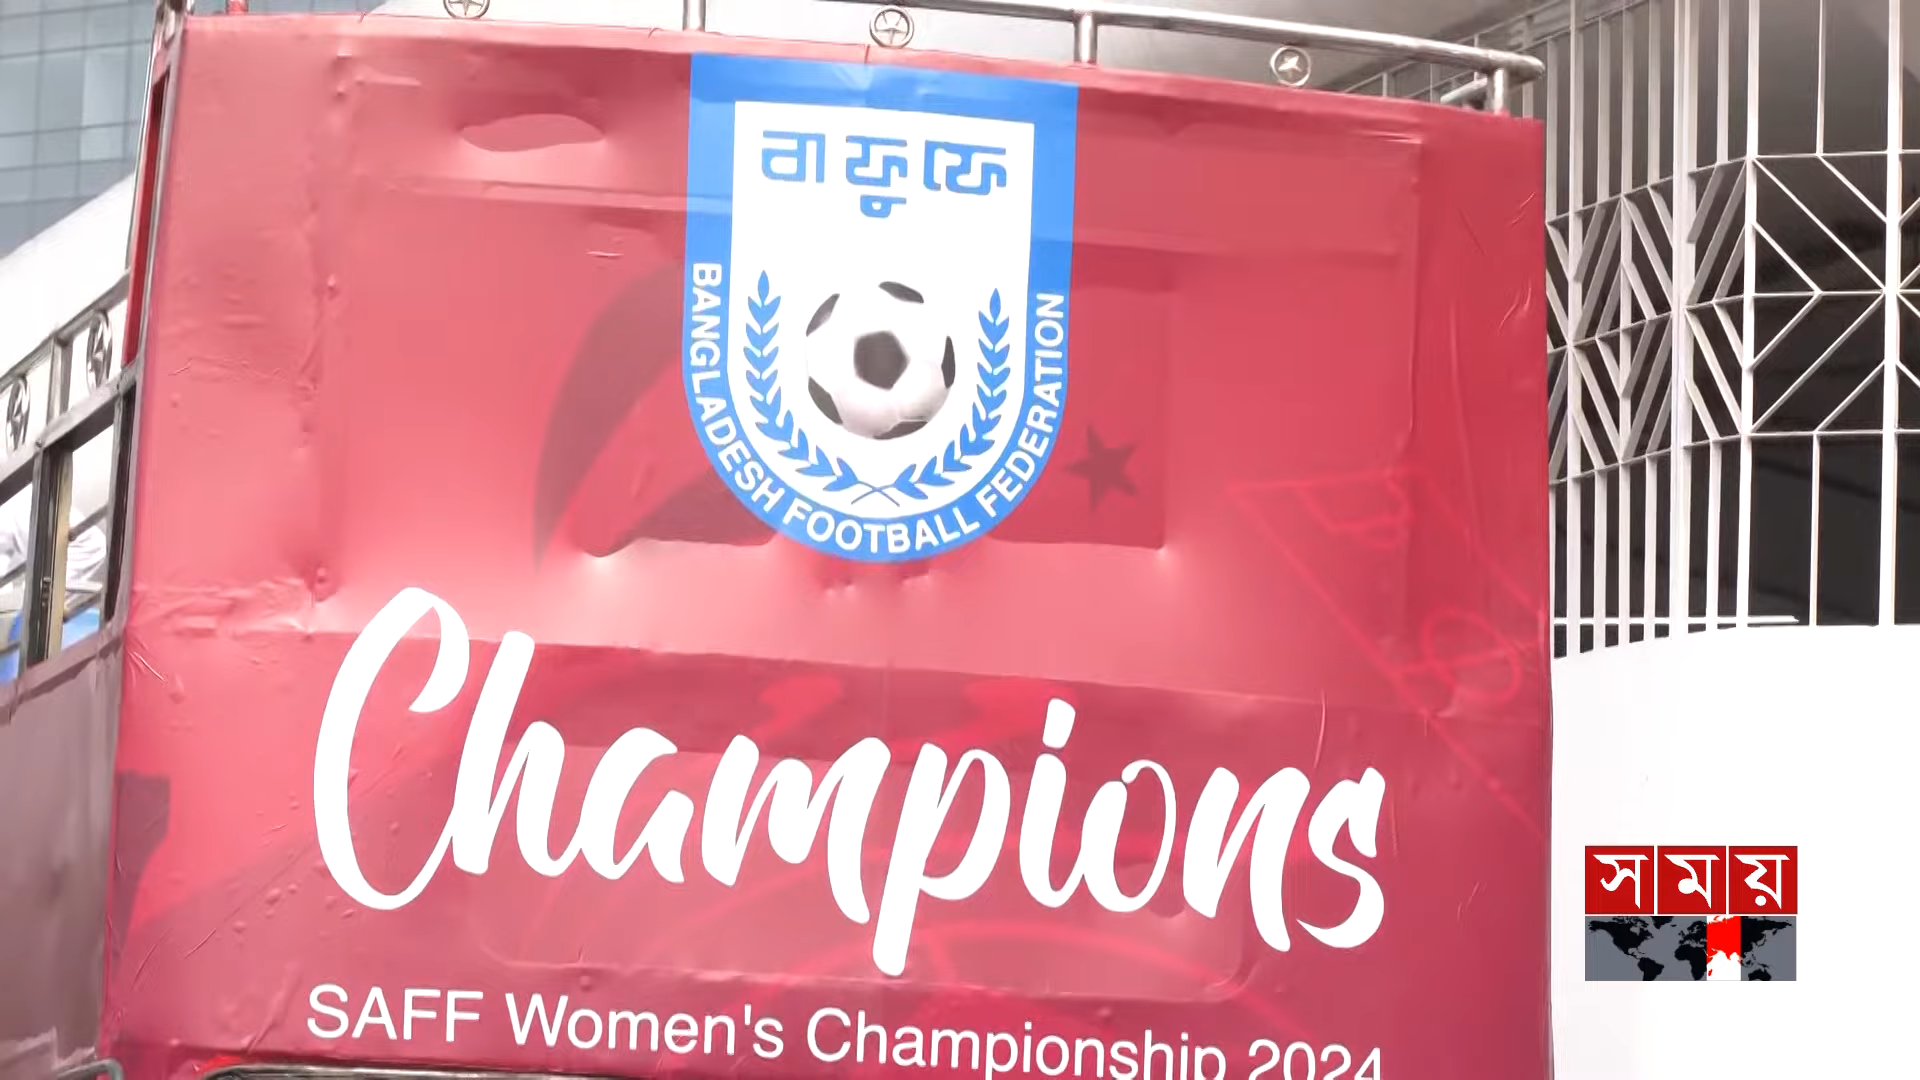 বাফুফে
BANGLADESH FOOTBALL FEDERATION
Champions
SAFF Women's Championship 2024
সময়